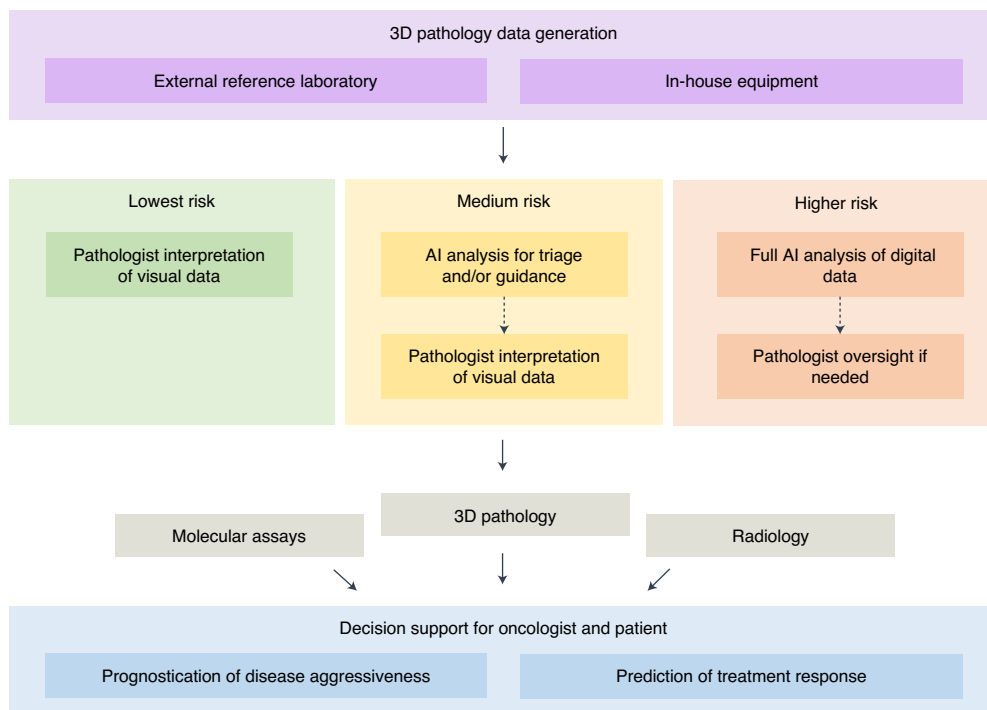 3D pathology data generation
External reference laboratory
In-house equipment
Lowest risk
Pathologist interpretation
of visual data
Medium risk
AI analysis for triage
and/or guidance
Pathologist interpretation
of visual data
Higher risk
Full AI analysis of digital
data
Pathologist oversight if
needed
Molecular assays
3D pathology
Radiology
Decision support for oncologist and patient
Prognostication of disease aggressiveness
Prediction of treatment response